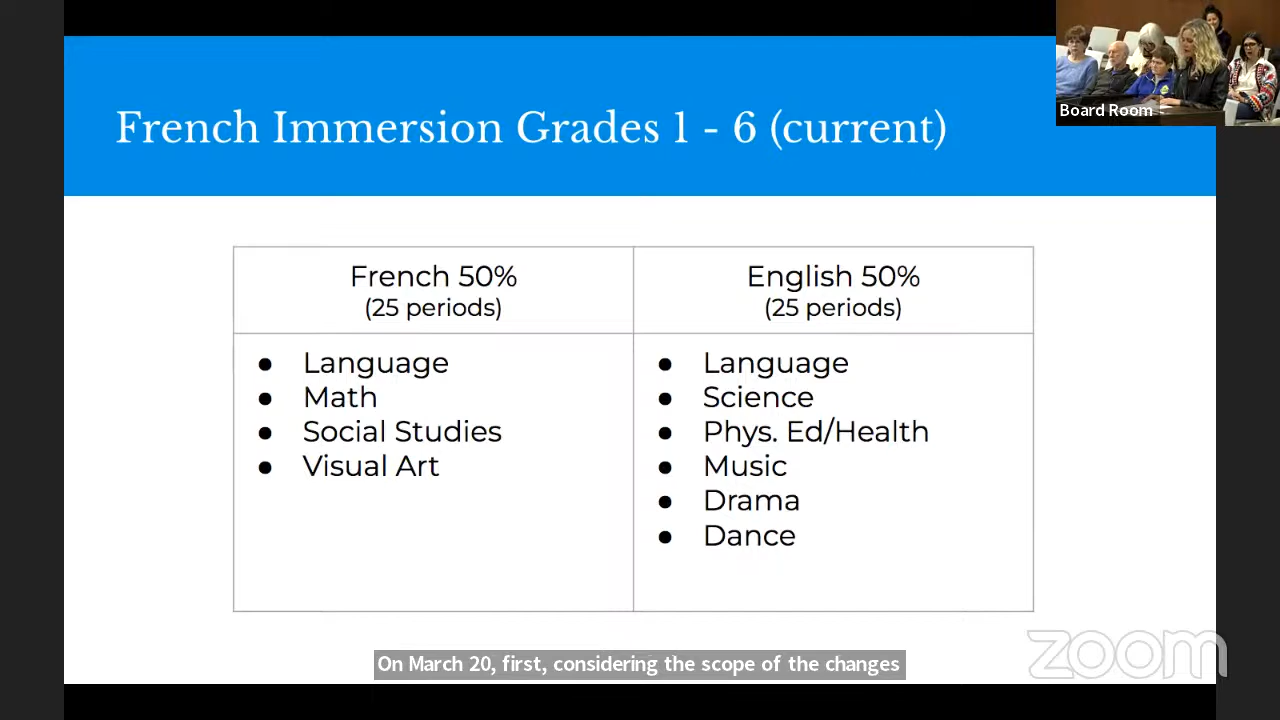 French Immersion Grades 1 - 6 (current)
Board Room
French 50%
(25 periods)
English 50%
(25 periods)
● Language
● Math
● Social Studies
● Visual Art
● Language
● Science
● Phys. Ed/Health
● Music
● Drama
● Dance
On March 20, first, considering the scope of the changes
zoom